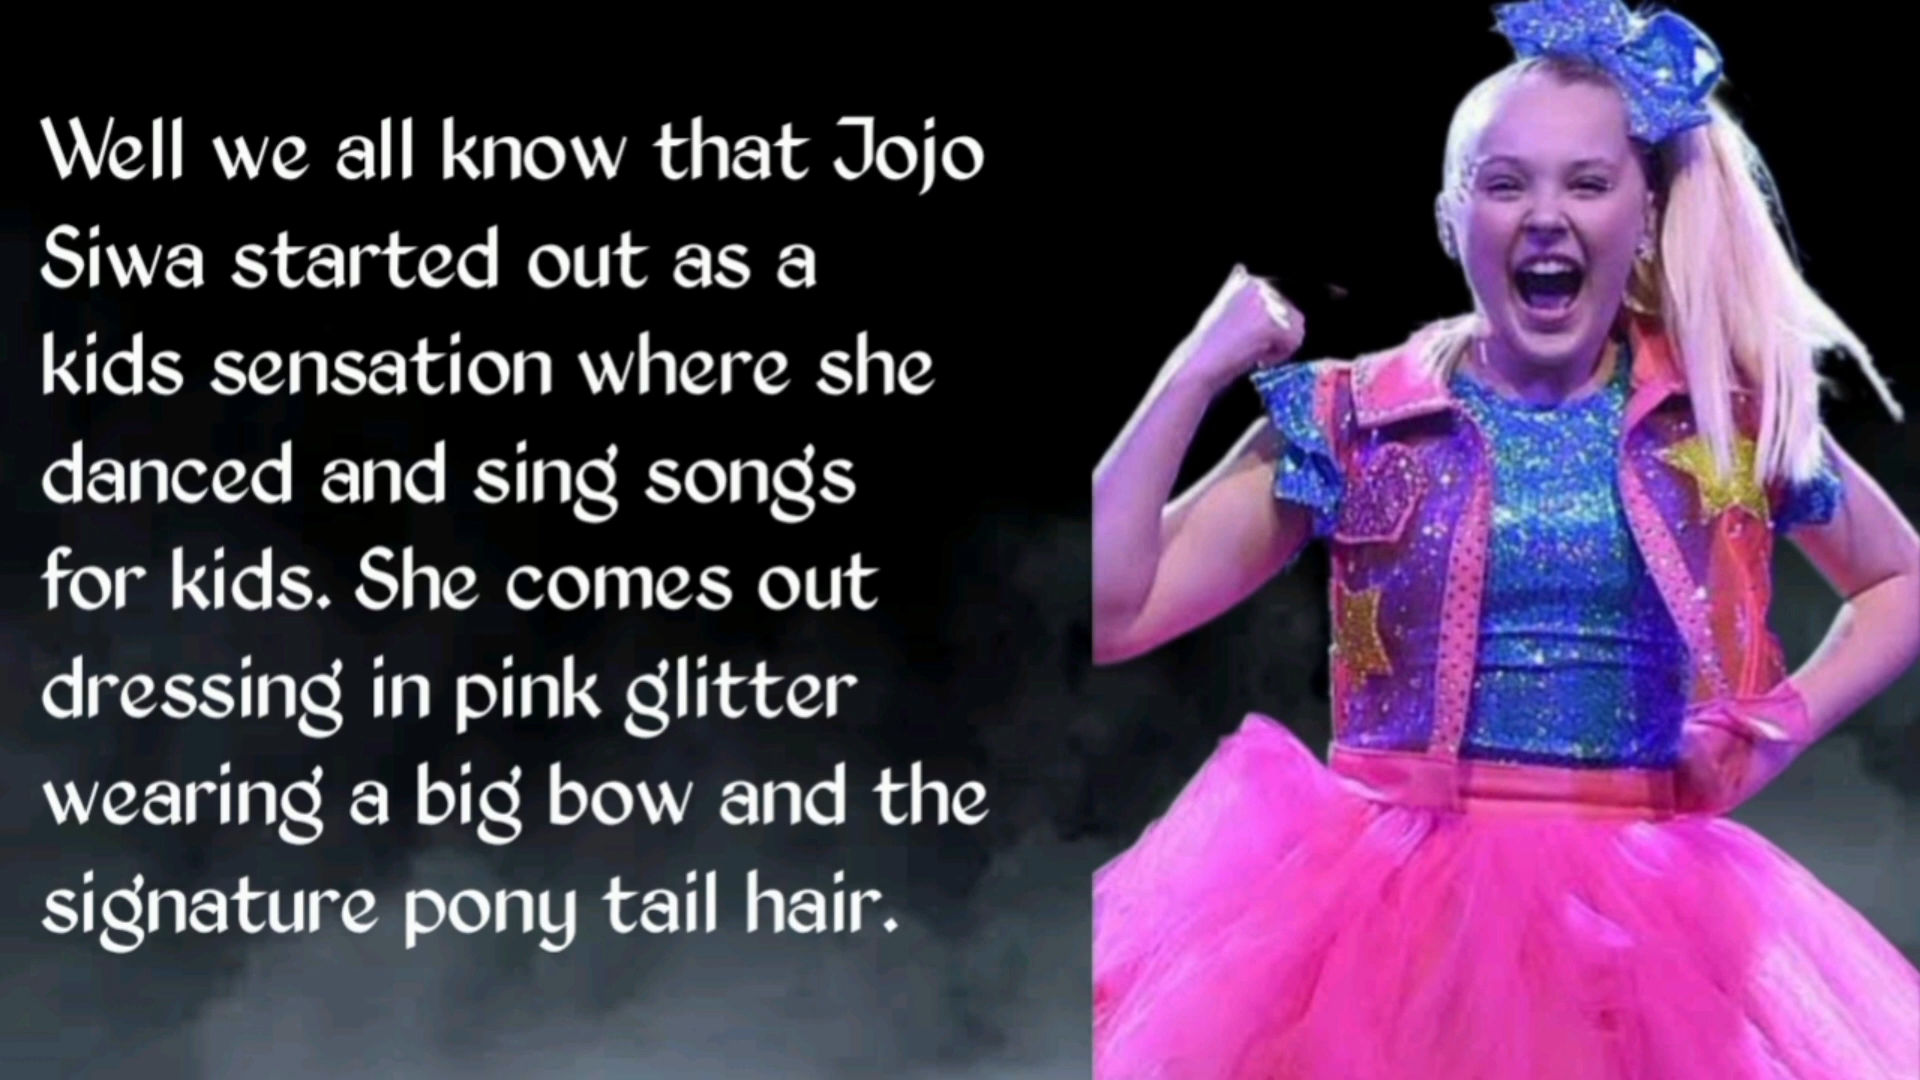 Well we all know that Jojo
Siwa started out as a
kids sensation where she
danced and sing songs
for kids. She comes out
dressing in pink glitter
wearing a big bow and the
signature pony tail hair.